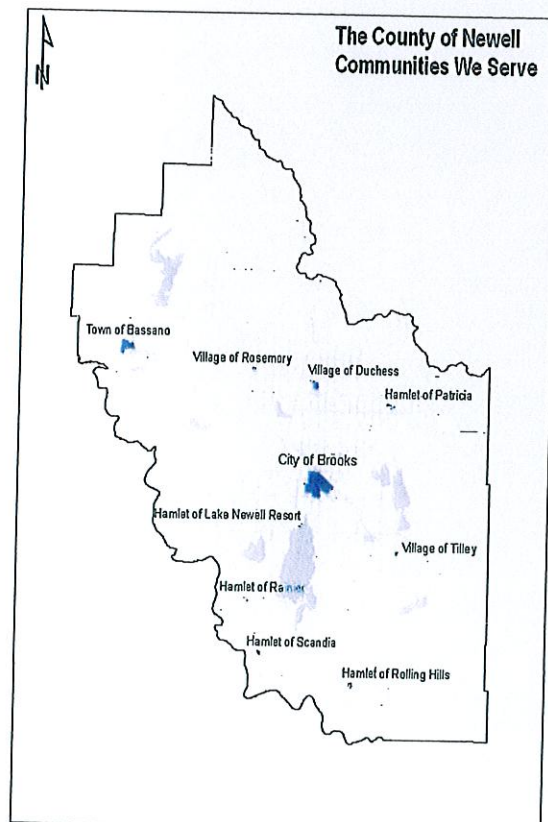 The County of Newell
Communities We Serve
N
Town of Bassano
Village of Rosemory
Village of Duchess
Hamlet of Patricia
City of Brooks
Hamlet of Lake Newell Resort
Village of Tilley
Hamlet of Rainier
Hamlet of Scandia
Hamlet of Rolling Hills